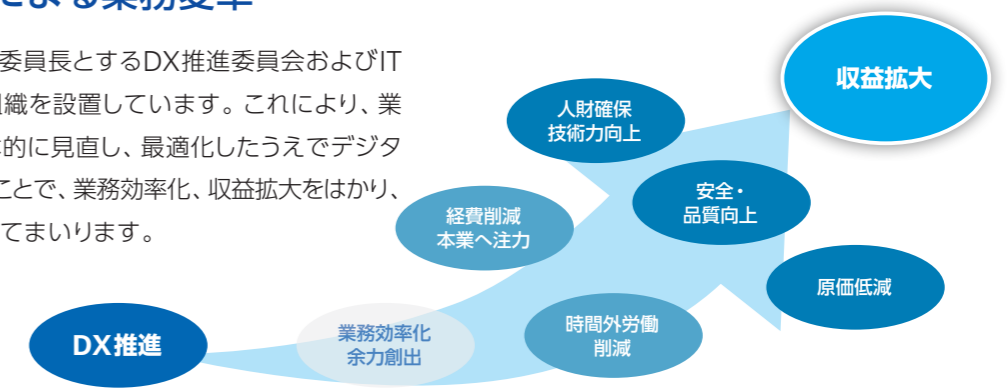 による業務変革
委員長とするDX推進委員会およびIT
組織を設置しています。これにより、業
的に見直し、最適化したうえでデジタ
ことで、業務効率化、収益拡大をはかり、
てまいります。
収益拡大
人財確保
技術力向上
安全・
品質向上
経費削減
本業へ注力
原価低減
時間外労働
削減
業務効率化
余力創出
DX推進